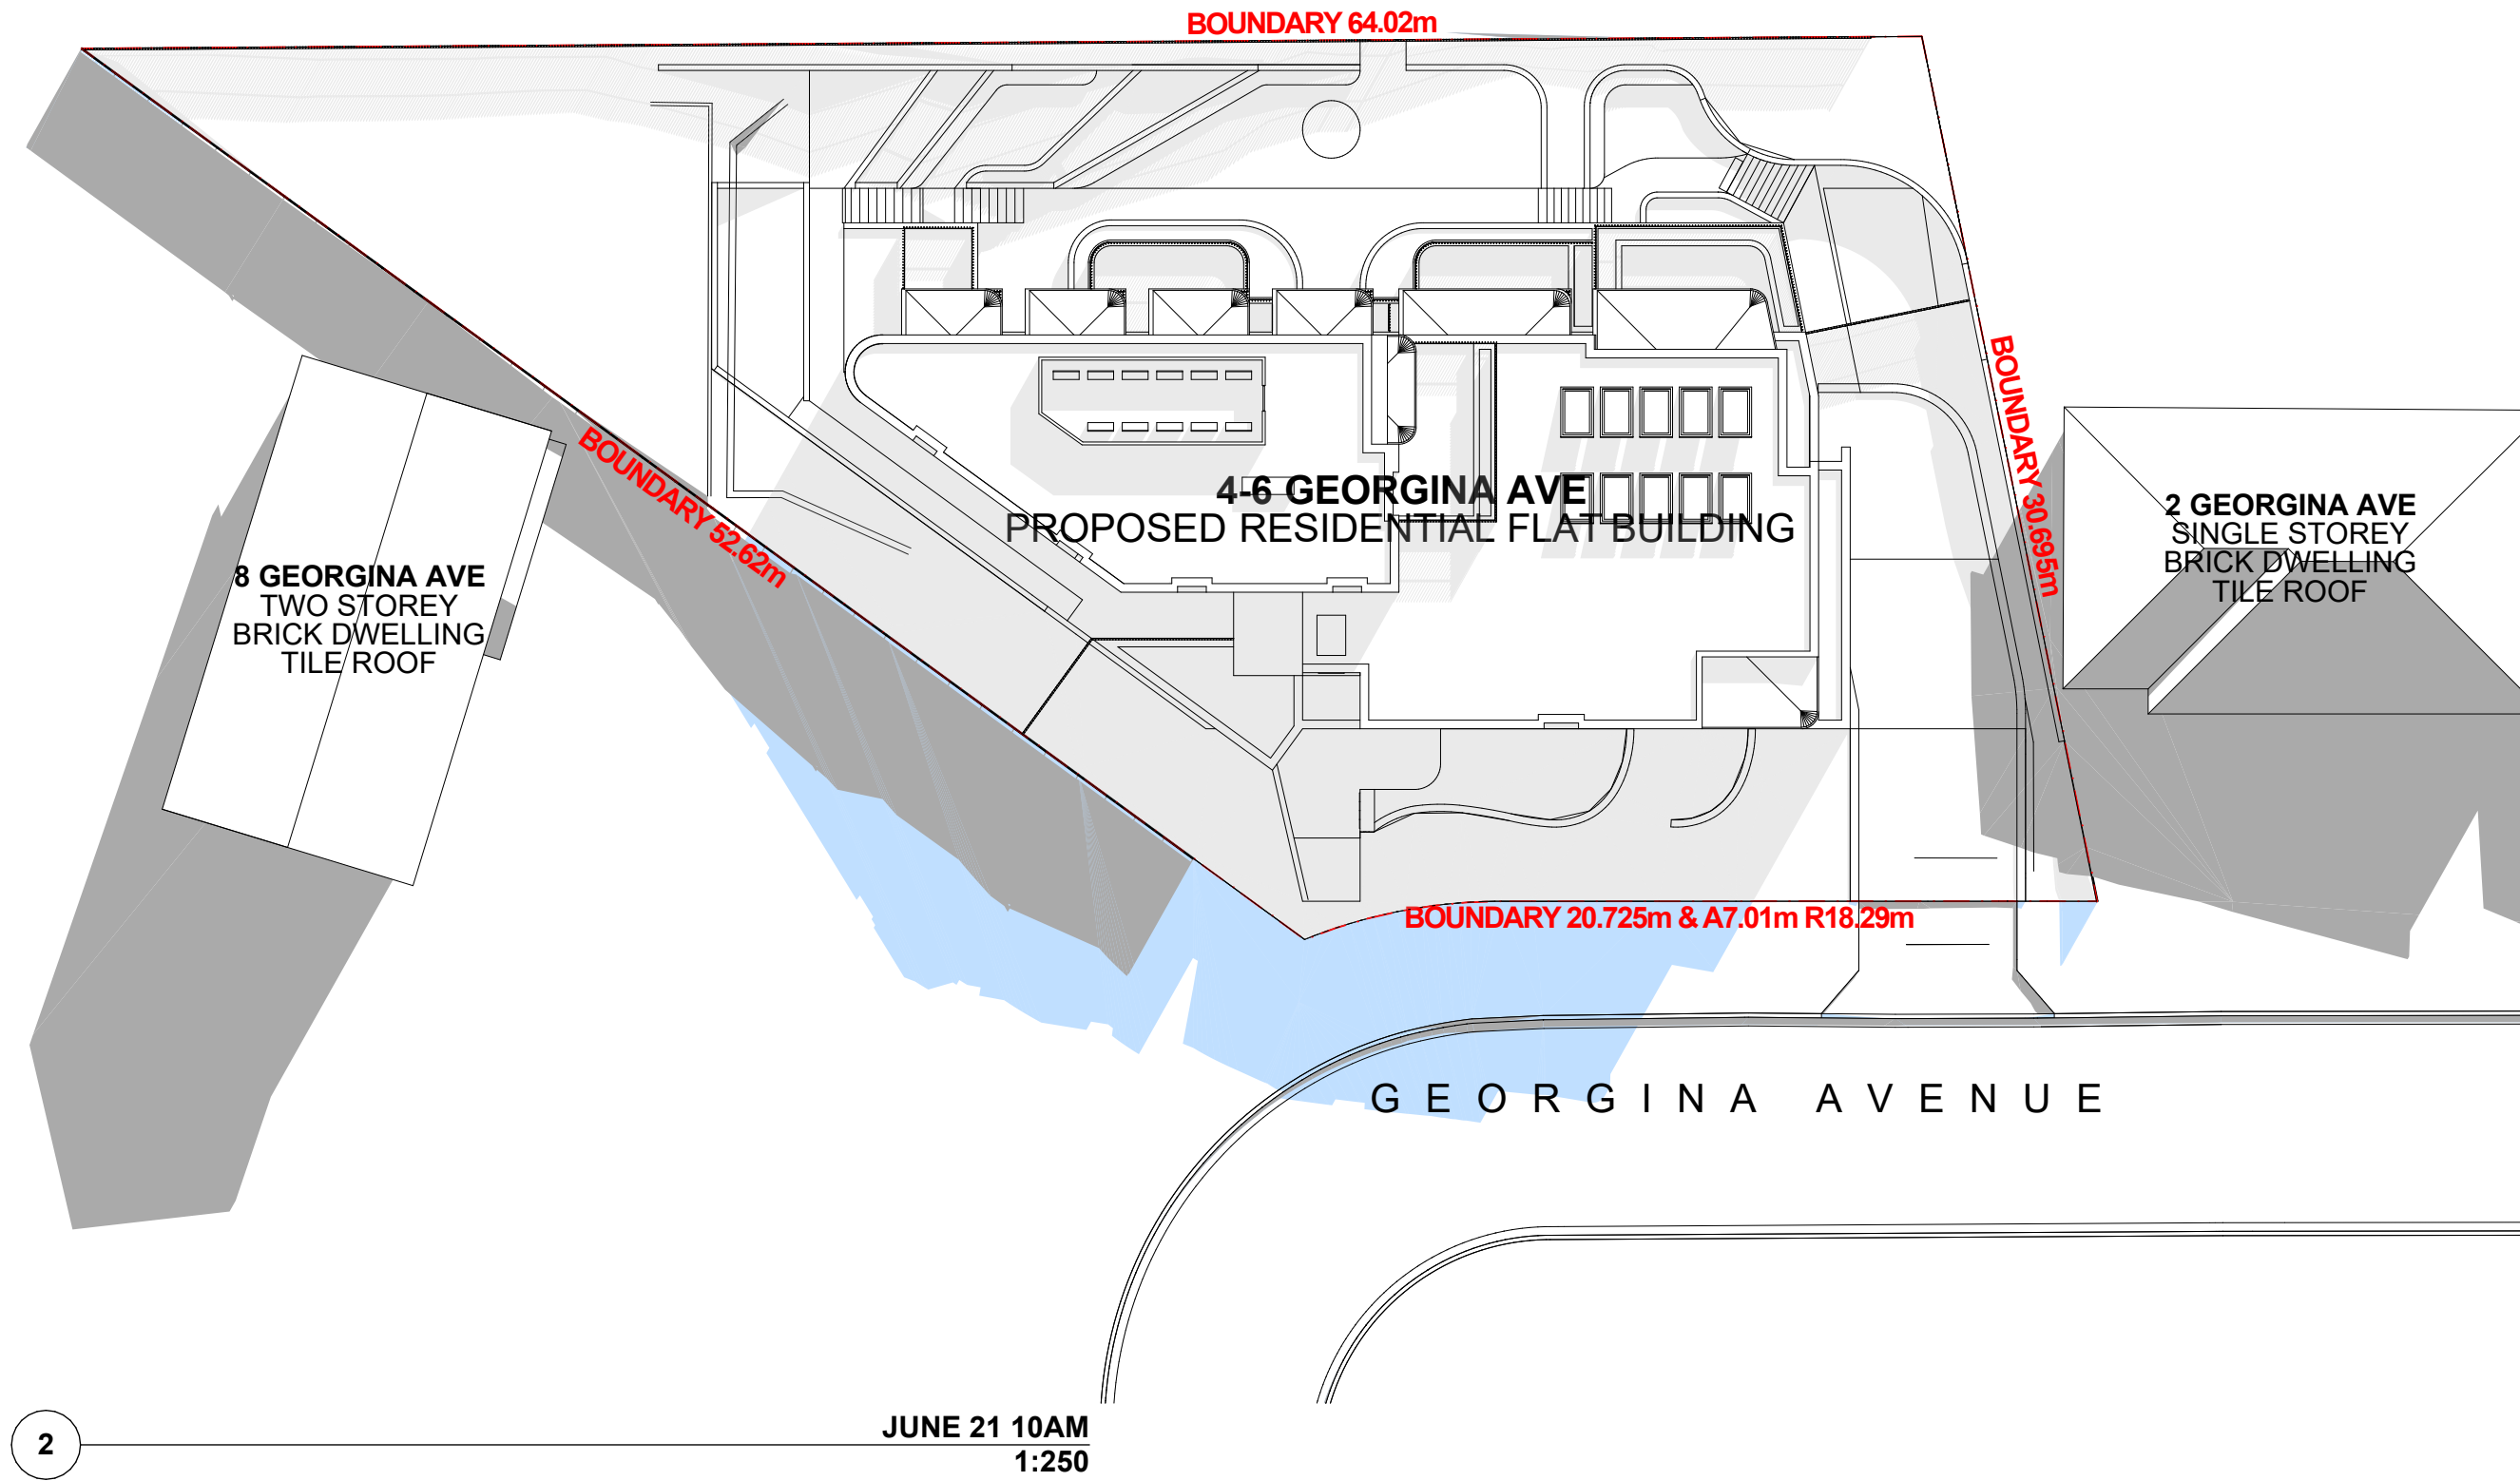 BOUNDARY 64.02m
BOUNDARY 30.695m
BOUNDARY 52.62m
4-6 GEORGINA AVE
PROPOSED RESIDENTIAL FLAT BUILDING
2 GEORGINA AVE
SINGLE STOREY
BRICK DWELLING
TILE ROOF
8 GEORGINA AVE
TWO STOREY
BRICK DWELLING
TILE ROOF
BOUNDARY 20.725m & A7.01m R18.29m
GEORGINA AVENUE
2
JUNE 21 10AM
1:250